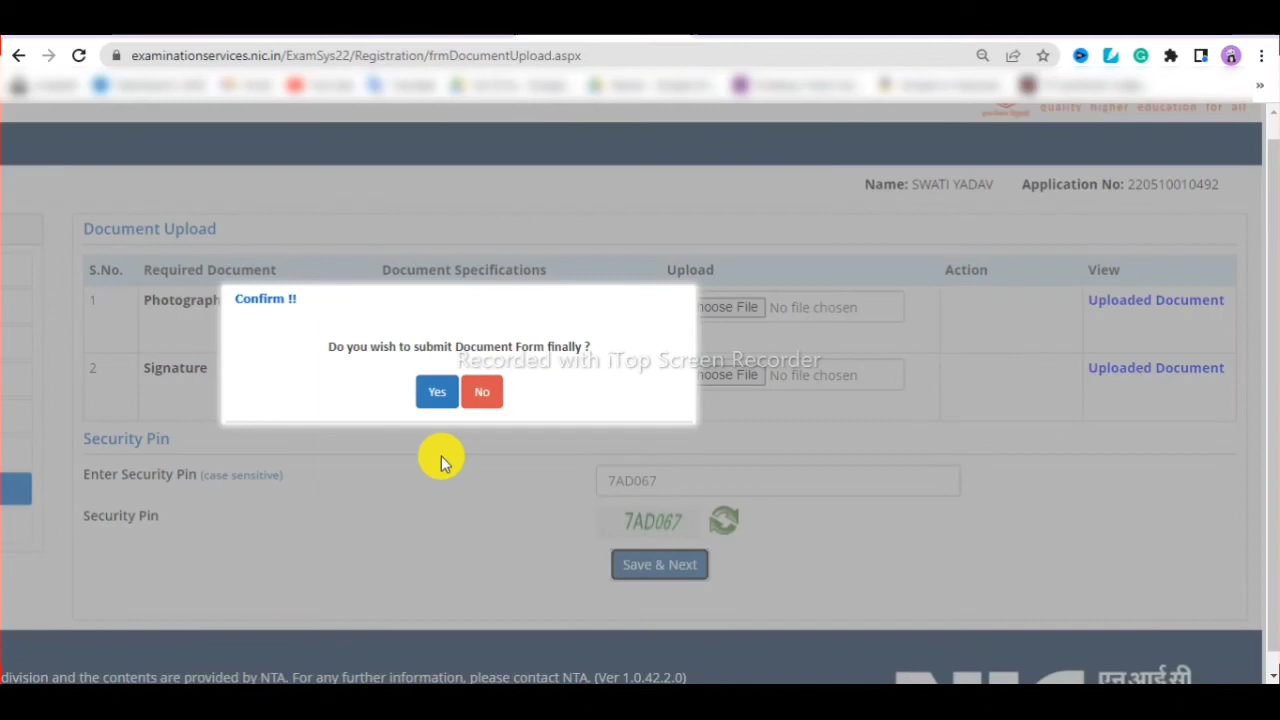 examinationservices.nic.in/ExamSys22/Registration/frmDocumentUpload.aspx
quality higher education for all
Name: SWATI YADAV Application No: 220510010492
Document Upload
S.No. Required Document Document Specifications Upload Action View
1 Photograph Choose File No file chosen Uploaded Document
Confirm !!
Do you wish to submit Document Form finally ?
Recorded with iTop Screen Recorder
2 Signature Choose File No file chosen Uploaded Document
Yes No
Security Pin
Enter Security Pin (case sensitive) 7AD067
Security Pin 7AD067
Save & Next
division and the contents are provided by NTA. For any further information, please contact NTA. (Ver 1.0.42.2.0)
एन आई सी